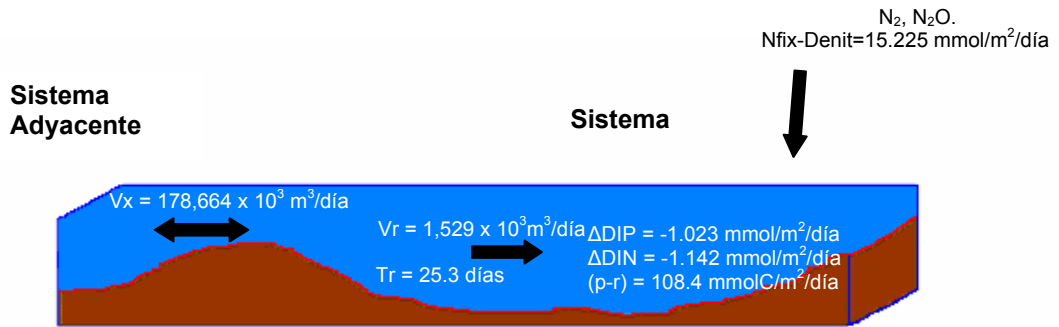 N₂, N₂O.
Nfix-Denit=15.225 mmol/m²/día
Sistema
Adyacente
Sistema
Vx = 178,664 x 10³ m³/día
Vr = 1,529 x 10³m³/día
Tr = 25.3 días
ΔDIP = -1.023 mmol/m²/día
ΔDIN = -1.142 mmol/m²/día
(p-r) = 108.4 mmolC/m²/día